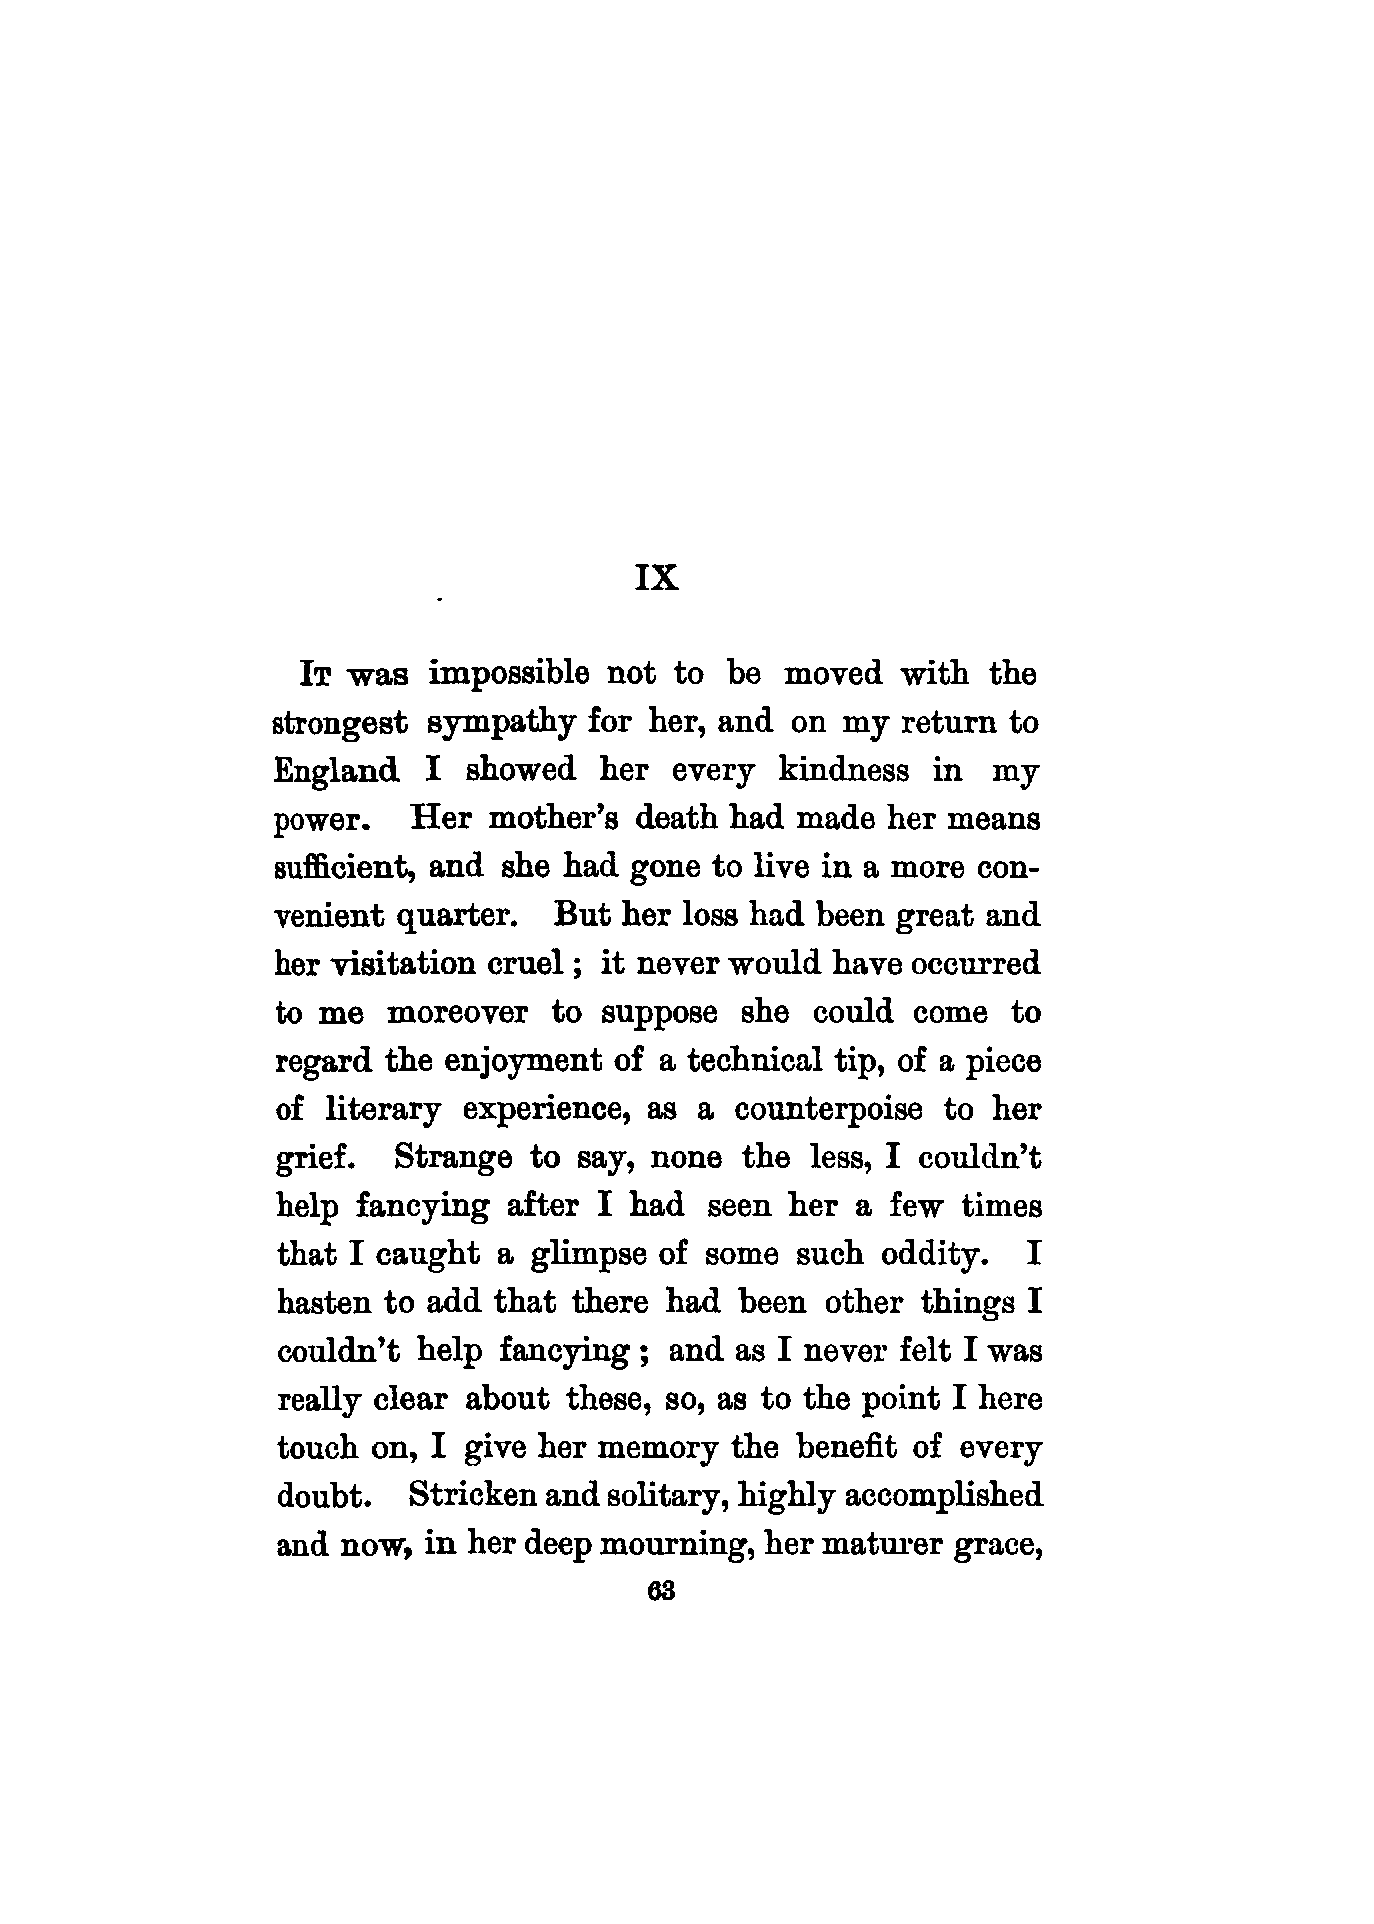 IX
IT was impossible not to be moved with the
strongest sympathy for her, and on my return to
England I showed her every kindness in my
power. Her mother's death had made her means
sufficient, and she had gone to live in a more con-
venient quarter. But her loss had been great and
her visitation cruel ; it never would have occurred
to me moreover to suppose she could come to
regard the enjoyment of a technical tip, of a piece
of literary experience, as a counterpoise to her
grief. Strange to say, none the less, I couldn't
help fancying after I had seen her a few times
that I caught a glimpse of some such oddity. I
hasten to add that there had been other things I
couldn't help fancying ; and as I never felt I was
really clear about these, so, as to the point I here
touch on, I give her memory the benefit of every
doubt. Stricken and solitary, highly accomplished
and now, in her deep mourning, her maturer grace,
63